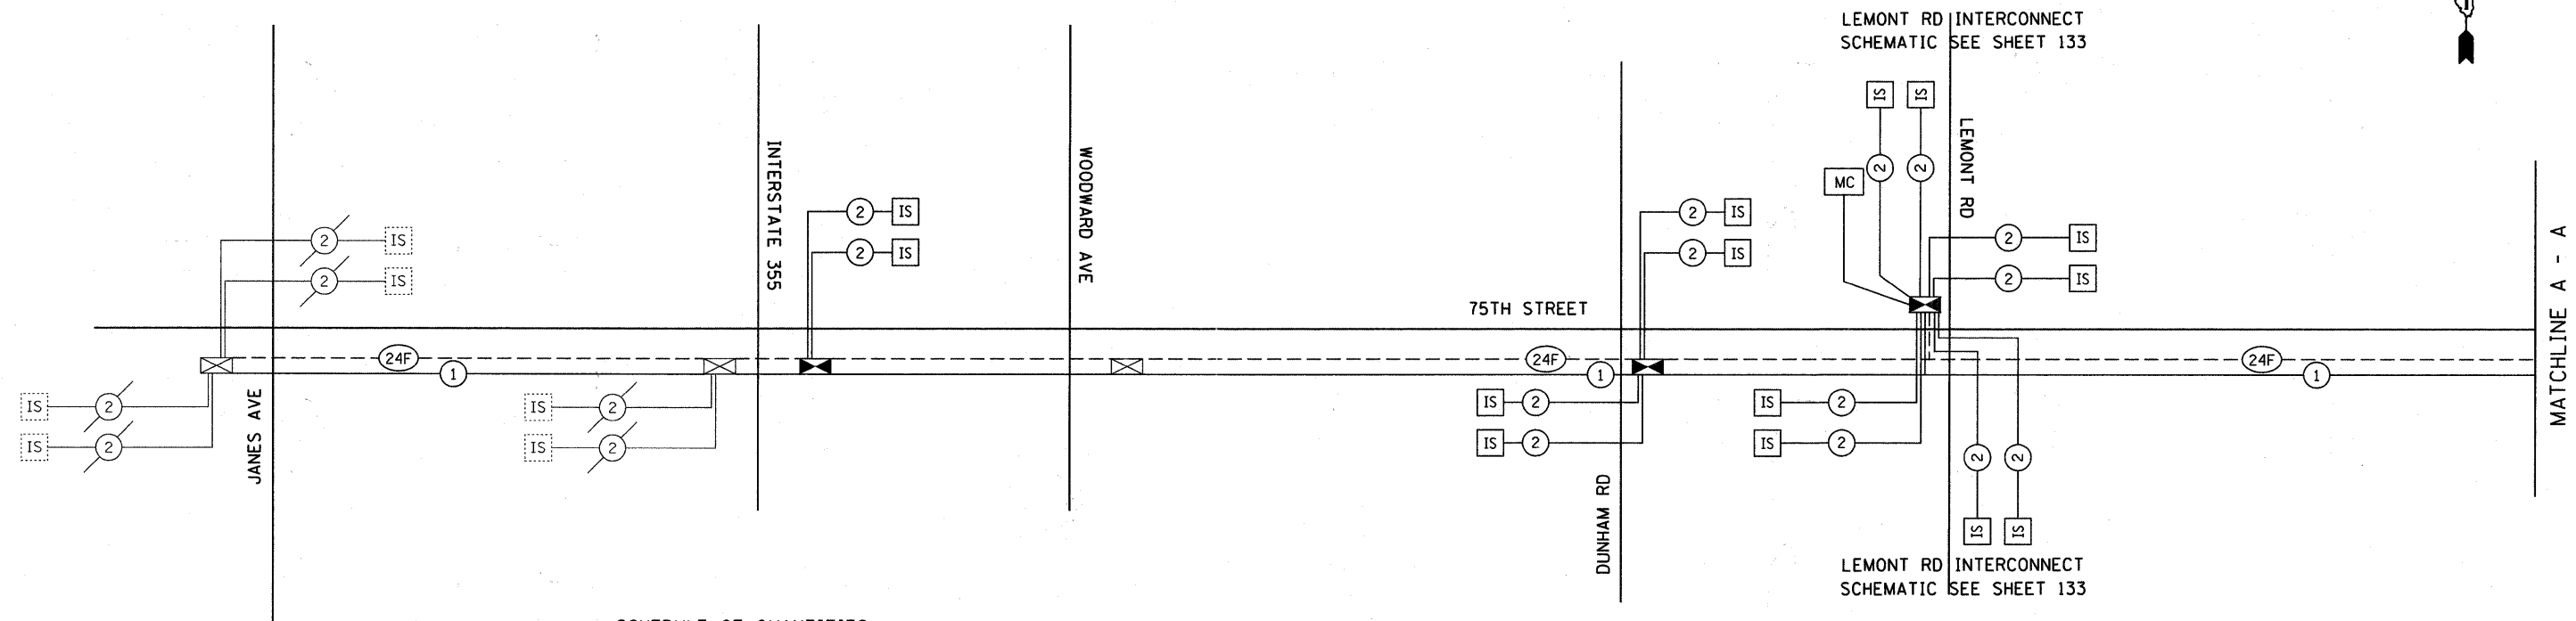 LEMONT RD INTERCONNECT
SCHEMATIC SEE SHEET 133
IS
IS
2
2
MC
LEMONT RD
INTERSTATE 355
WOODWARD AVE
2 IS
2 IS
2 IS
2 IS
2 IS
2 IS
2 IS
2 IS
75TH STREET
MATCHLINE A - A
24F
1
24F
1
24F
1
IS 2
IS 2
JANES AVE
IS 2
IS 2
IS 2
IS 2
DUNHAM RD
IS 2
IS 2
2
2
IS
IS
LEMONT RD INTERCONNECT
SCHEMATIC SEE SHEET 133